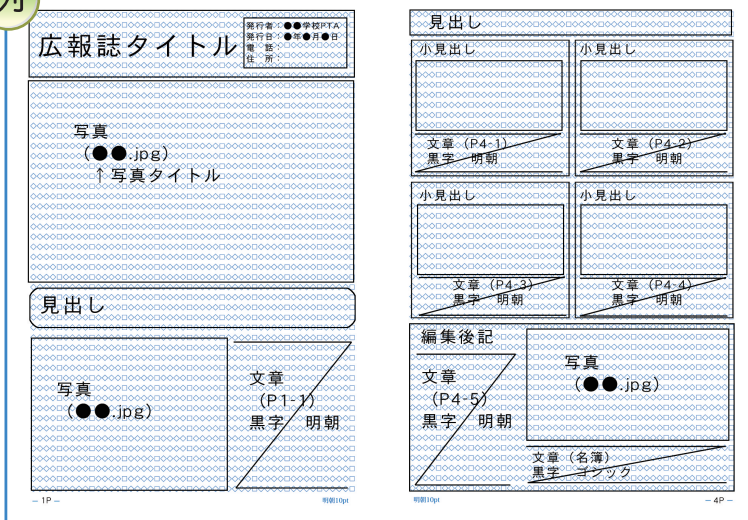 例
広報誌タイトル
発行者：●●学校PTA
発行日：●年●月●日
電　話：
住　所：
写真
（●●.jpg）
↑写真タイトル
見出し
写真
（●●.jpg）
文章
（P1-1）
黒字　明朝
− 1P −
明朝10pt
見出し
小見出し
文章（P4-1）
黒字　明朝
小見出し
文章（P4-2）
黒字　明朝
小見出し
文章（P4-3）
黒字　明朝
小見出し
文章（P4-4）
黒字　明朝
編集後記
文章
（P4-5）
黒字　明朝
写真
（●●.jpg）
文章（名簿）
黒字　ゴシック
明朝10pt
− 4P −